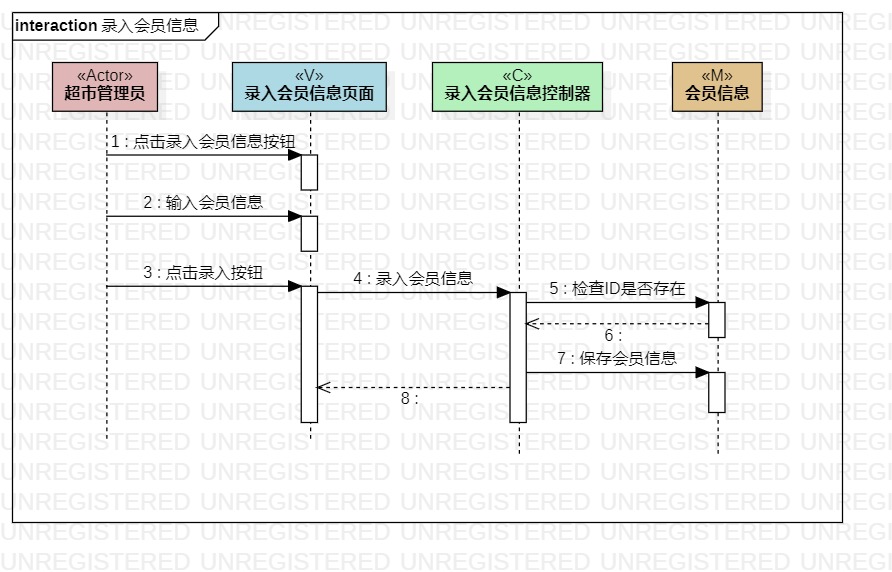 interaction 录入会员信息
«Actor»
超市管理员
«V»
录入会员信息页面
«C»
录入会员信息控制器
«M»
会员信息
1 : 点击录入会员信息按钮
2 : 输入会员信息
3 : 点击录入按钮
4 : 录入会员信息
5 : 检查ID是否存在
6 :
7 : 保存会员信息
8 :
UNREGISTERED